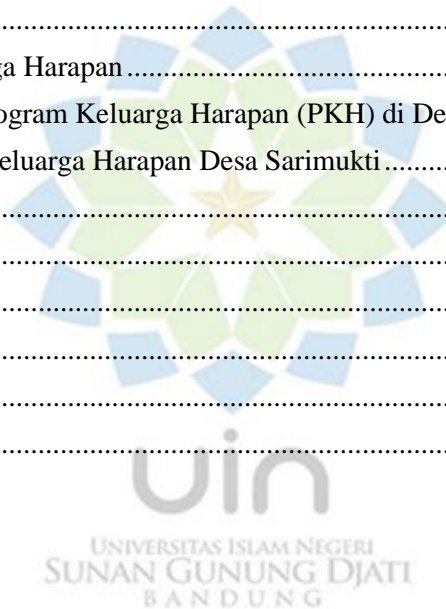 ..........................................................................
ga Harapan ....................................................
ogram Keluarga Harapan (PKH) di De
eluarga Harapan Desa Sarimukti ..........
..........................................................................
..........................................................................
..........................................................................
..........................................................................
..........................................................................
..........................................................................
uin
UNIVERSITAS ISLAM NEGERI
SUNAN GUNUNG DJATI
BANDUNG